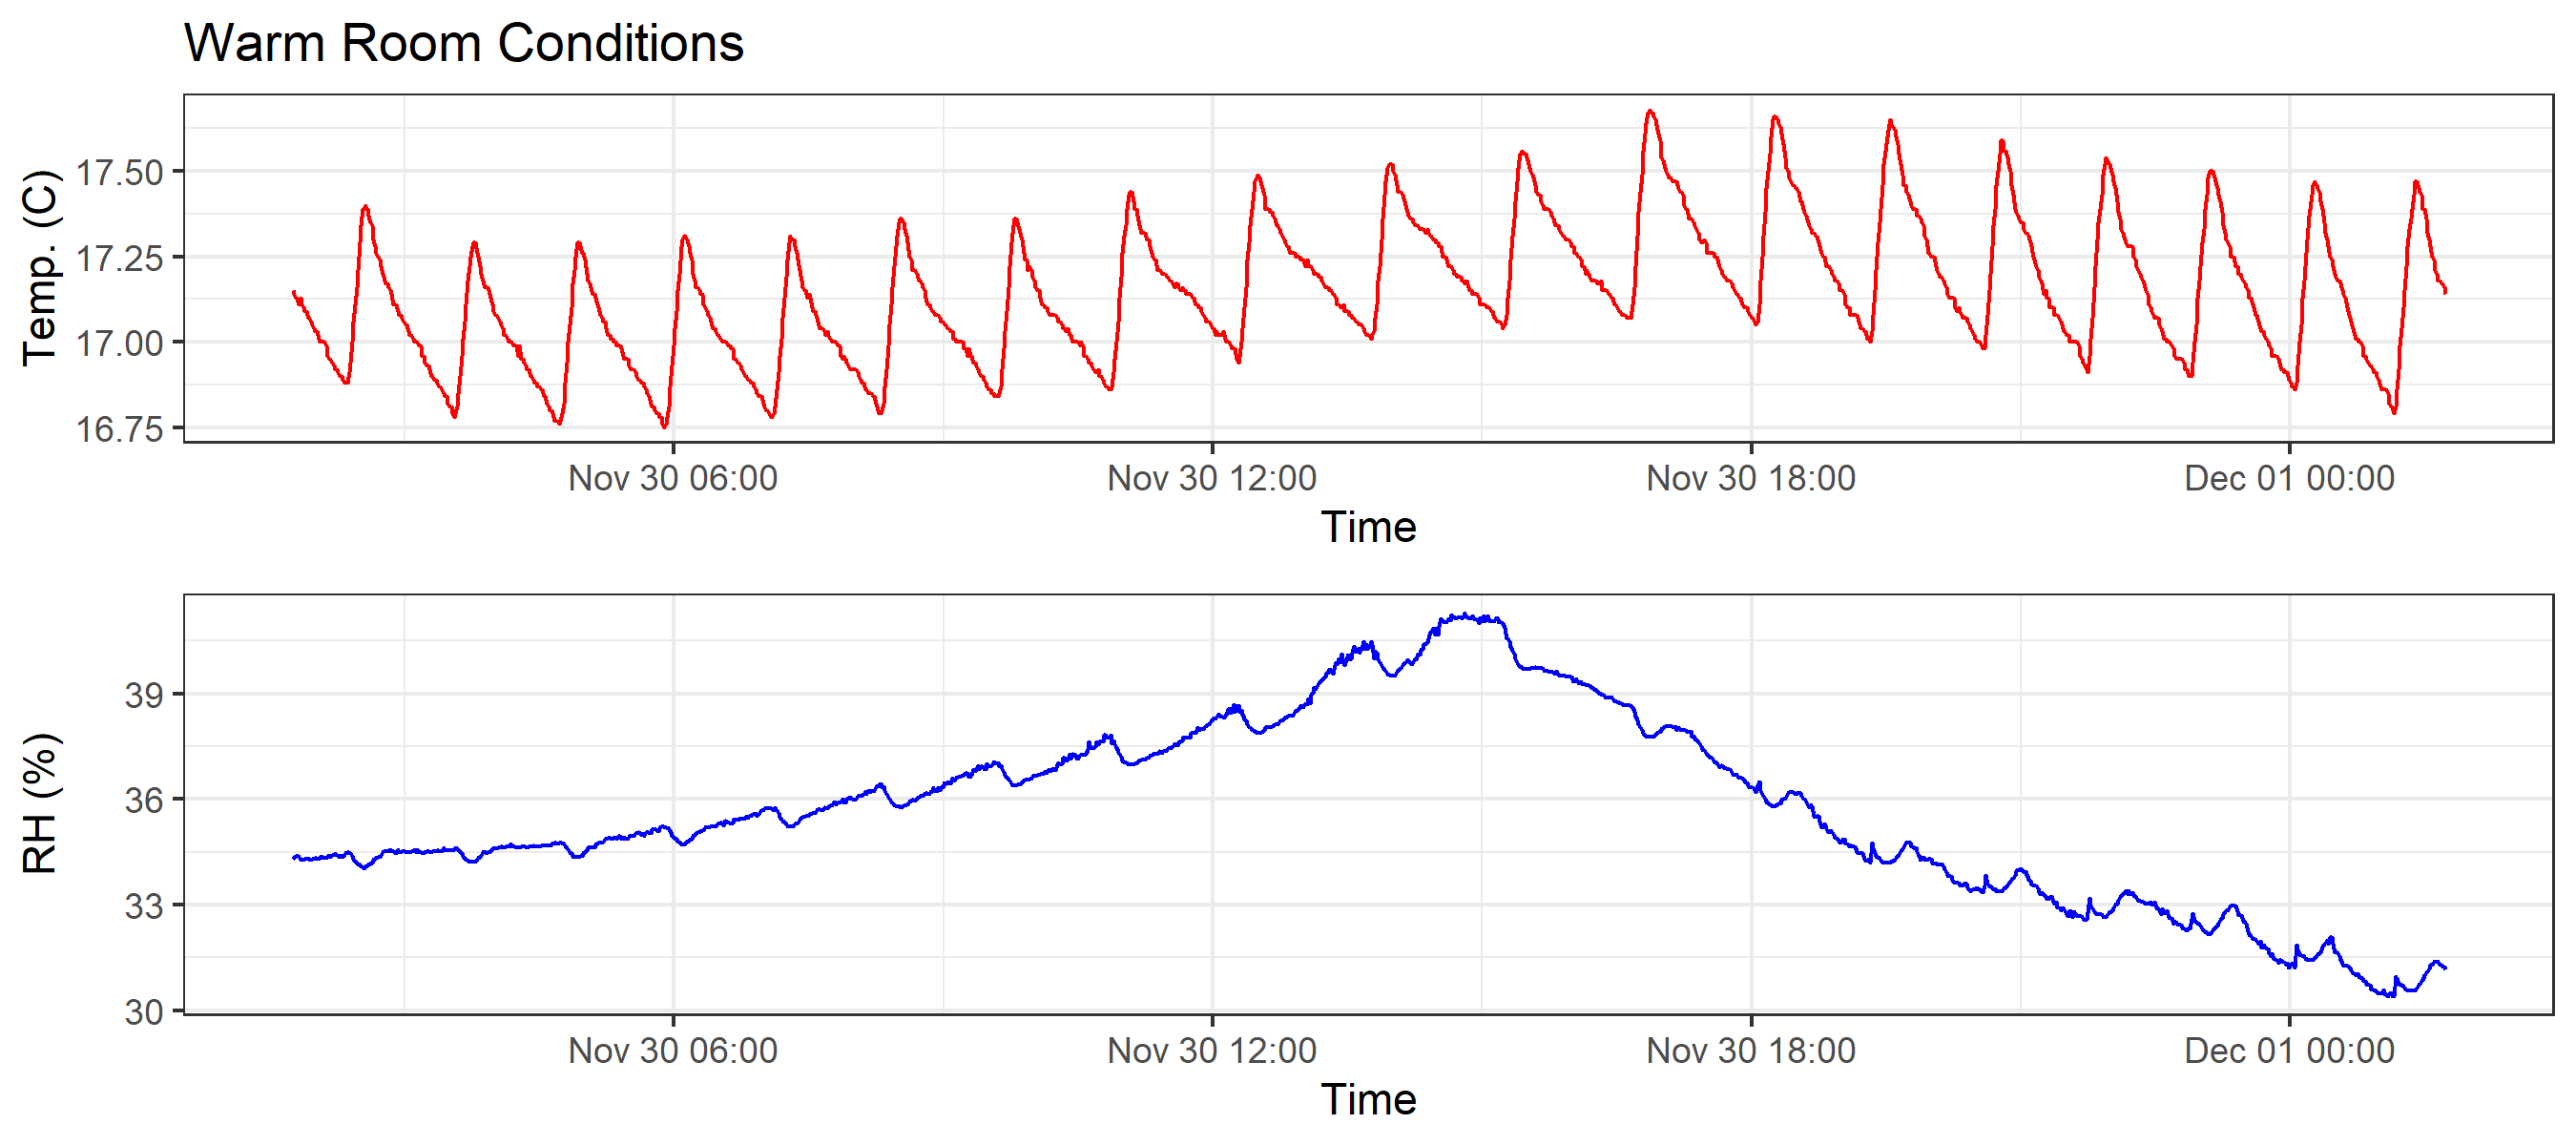 Warm Room Conditions
Temp. (C)
17.50
17.25
17.00
16.75
Nov 30 06:00 Nov 30 12:00 Nov 30 18:00 Dec 01 00:00
Time
RH (%)
39
36
33
30
Nov 30 06:00 Nov 30 12:00 Nov 30 18:00 Dec 01 00:00
Time